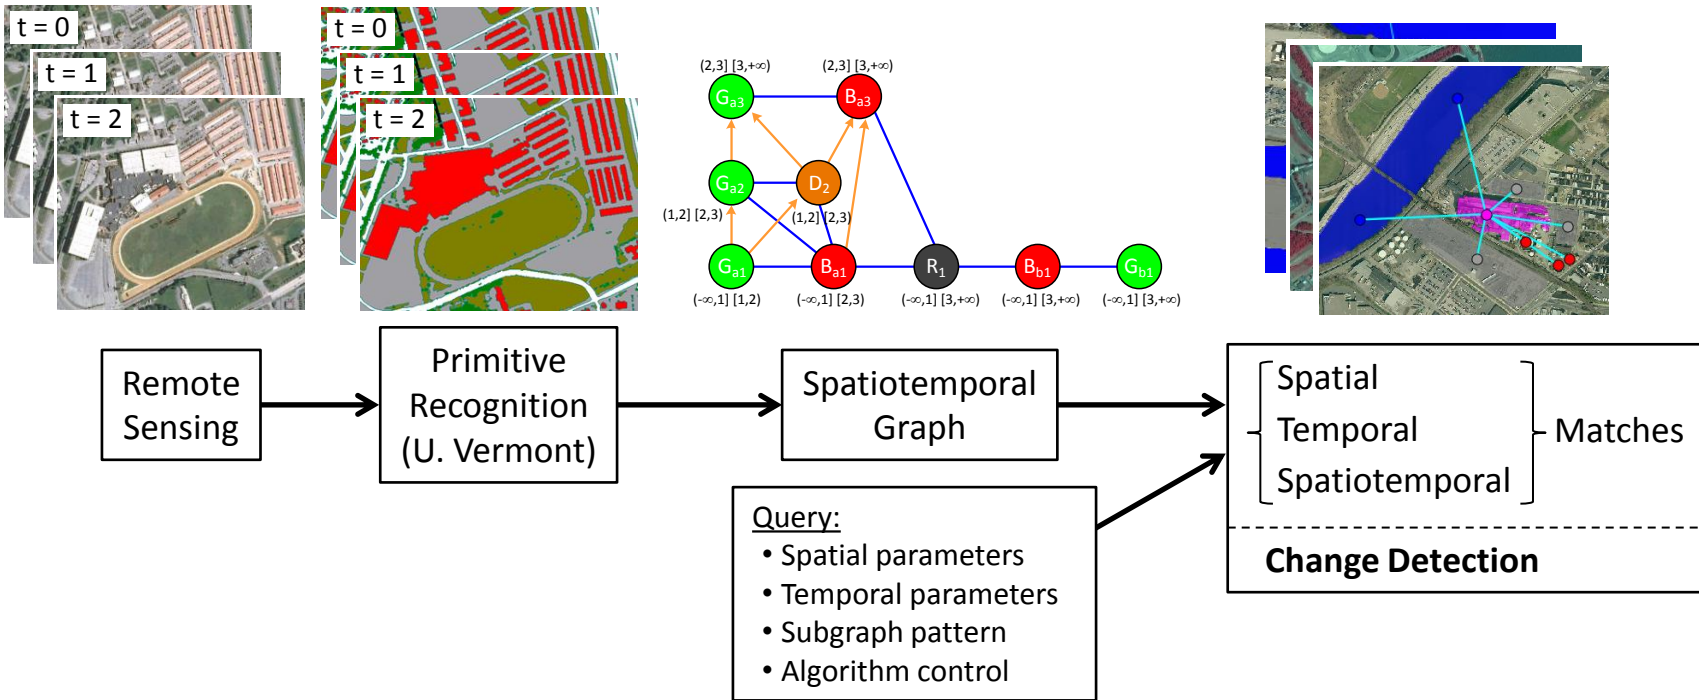 t = 0
t = 1
t = 2
t = 0
t = 1
t = 2
(2,3] [3,+∞)
(2,3] [3,+∞)
Ga3
Ba3
Ga2
D2
(1,2] [2,3)
(1,2] [2,3)
Ga1
Ba1
R1
Bb1
Gb1
(-∞,1] [1,2)
(-∞,1] [2,3)
(-∞,1] [3,+∞)
(-∞,1] [3,+∞)
(-∞,1] [3,+∞)
Remote
Sensing
Primitive
Recognition
(U. Vermont)
Spatiotemporal
Graph
Spatial
Temporal
Spatiotemporal
Matches
Change Detection
Query:
• Spatial parameters
• Temporal parameters
• Subgraph pattern
• Algorithm control